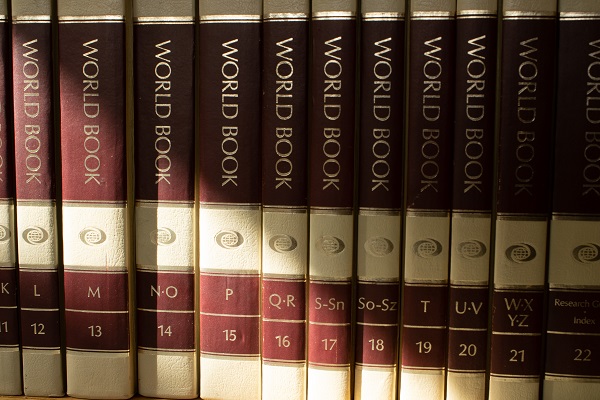 K
11
WORLD BOOK
L
12
WORLD BOOK
M
13
WORLD BOOK
N·O
14
WORLD BOOK
P
15
WORLD BOOK
Q·R
16
WORLD BOOK
S-Sn
17
WORLD BOOK
So-Sz
18
WORLD BOOK
T
19
WORLD BOOK
U·V
20
WORLD BOOK
W·X
Y·Z
21
WORLD BOOK
Research
Index
22